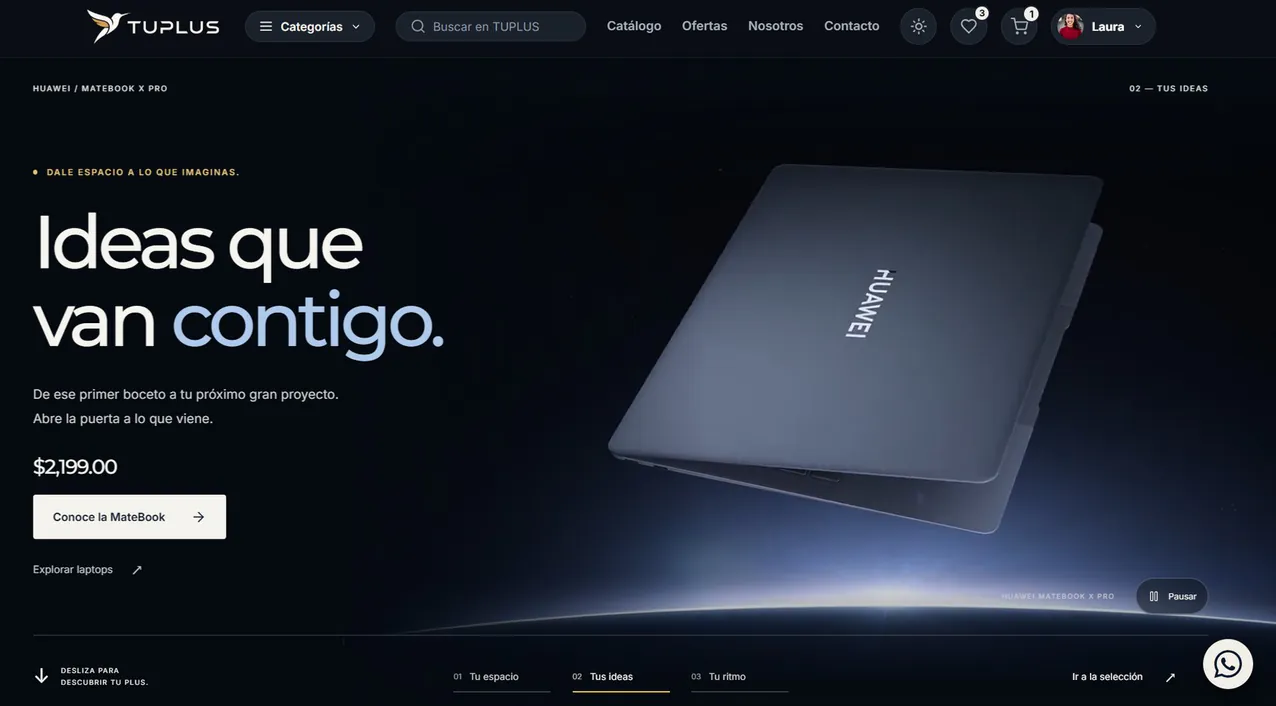 TUPLUS
Categorías
Buscar en TUPLUS
Catálogo
Ofertas
Nosotros
Contacto
3
1
Laura
HUAWEI / MATEBOOK X PRO
02 — TUS IDEAS
DALE ESPACIO A LO QUE IMAGINAS.
Ideas que
van contigo.
De ese primer boceto a tu próximo gran proyecto.
Abre la puerta a lo que viene.
$2,199.00
Conoce la MateBook
Explorar laptops
HUAWEI
HUAWEI MATEBOOK X PRO
Pausar
DESLIZA PARA
DESCUBRIR TU PLUS.
01 Tu espacio
02 Tus ideas
03 Tu ritmo
Ir a la selección